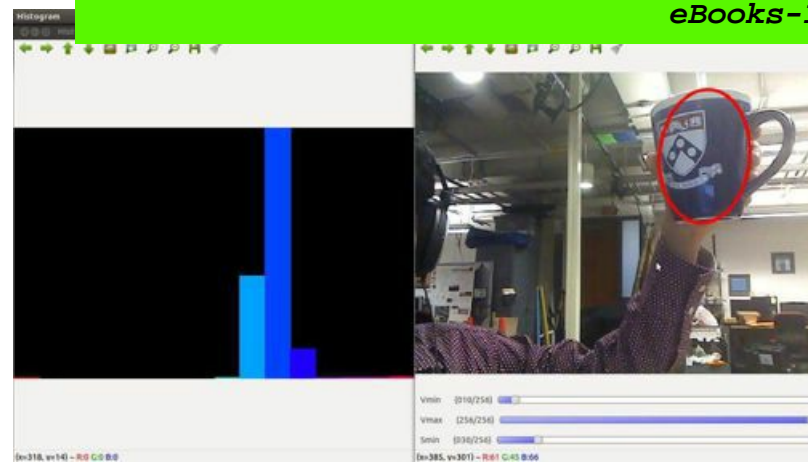 eBooks-
Histogram
Vmin (010/256)
Vmax (256/256)
Smin (030/256)
(x=318, y=14) ~ R:0 G:0 B:0
(x=385, y=301) ~ R:61 G:45 B:66